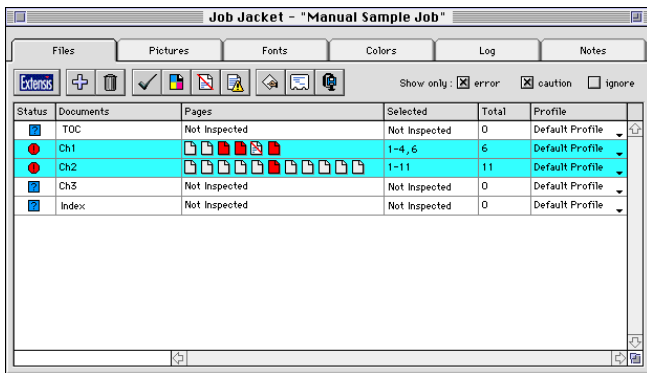 Job Jacket - "Manual Sample Job"
Files Pictures Fonts Colors Log Notes
Extensis Show only : error caution ignore
Status Documents Pages Selected Total Profile
TOC Not Inspected Not Inspected 0 Default Profile
Ch1 1-4,6 6 Default Profile
Ch2 1-11 11 Default Profile
Ch3 Not Inspected Not Inspected 0 Default Profile
Index Not Inspected Not Inspected 0 Default Profile